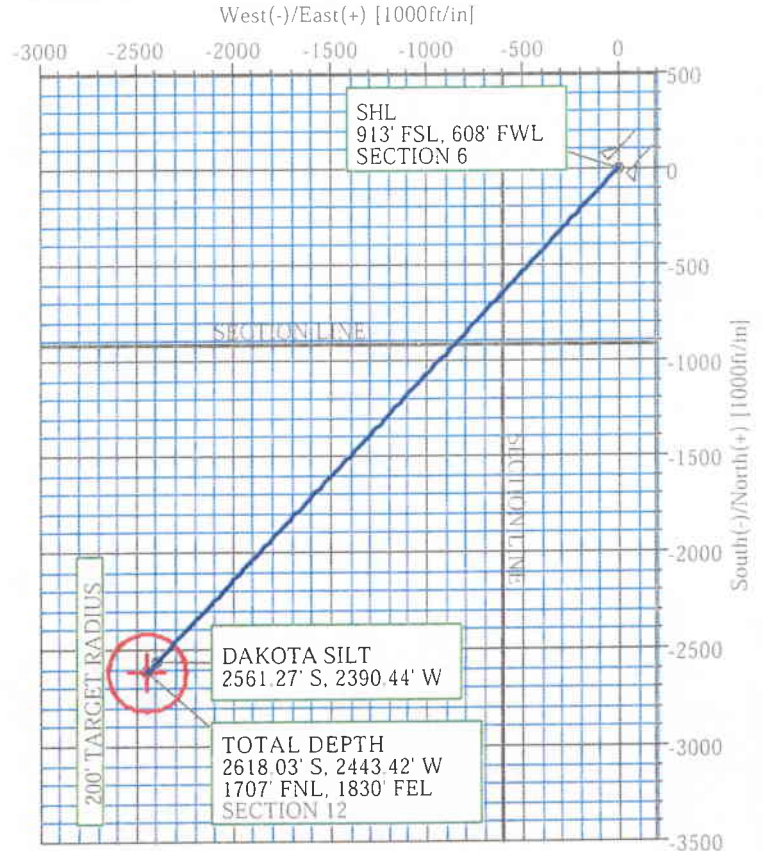 West(-)/East(+) [1000ft/in]
-3000 -2500 -2000 -1500 -1000 -500 0
500
SHL
913' FSL, 608' FWL
SECTION 6
0
-500
SECTION LINE
-1000
-1500
SECTION LINE
-2000
South(-)/North(+) [1000ft/in]
-2500
200' TARGET RADIUS
DAKOTA SILT
2561.27' S, 2390.44' W
TOTAL DEPTH
2618.03' S, 2443.42' W
1707' FNL, 1830' FEL
SECTION 12
-3000
-3500